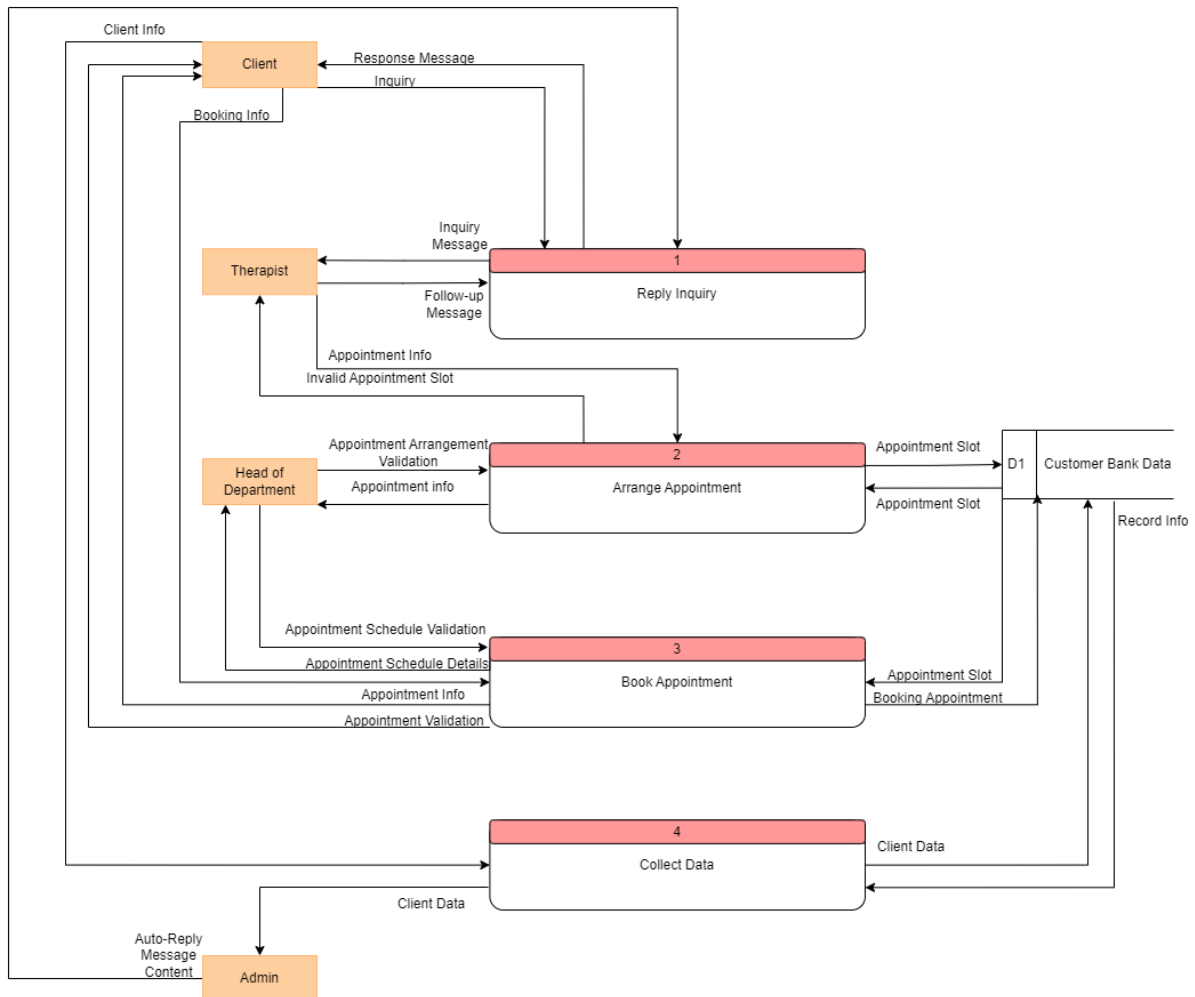 Client Info
Client
Response Message
Inquiry
Booking Info
Inquiry
Message
1
Therapist
Reply Inquiry
Follow-up
Message
Appointment Info
Invalid Appointment Slot
Appointment Arrangement
Validation
2
Appointment Slot
Head of
Department
D1
Customer Bank Data
Appointment info
Arrange Appointment
Appointment Slot
Record Info
Appointment Schedule Validation
3
Appointment Schedule Details
Book Appointment
Appointment Slot
Appointment Info
Booking Appointment
Appointment Validation
4
Client Data
Collect Data
Client Data
Auto-Reply
Message
Content
Admin